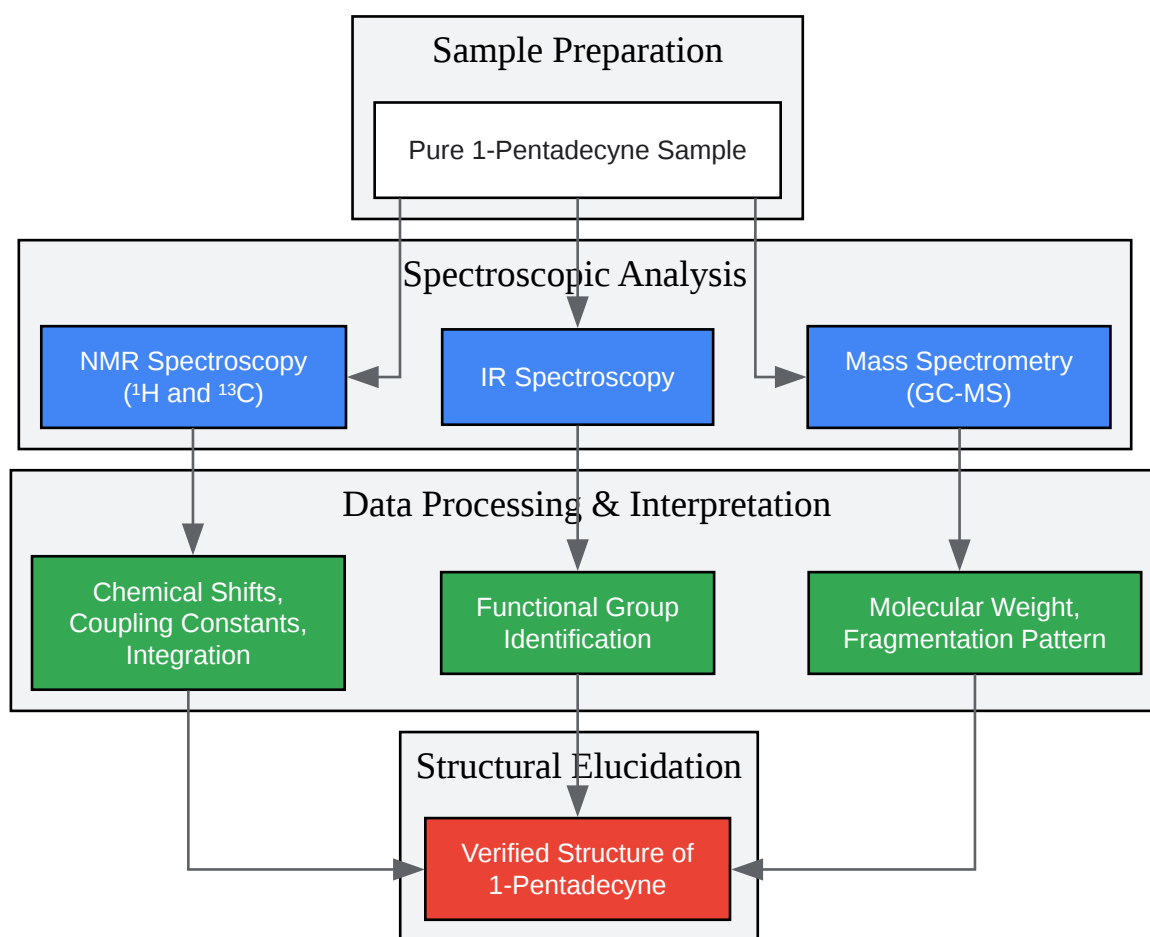 Sample Preparation
Pure 1-Pentadecyne Sample
Spectroscopic Analysis
NMR Spectroscopy
(¹H and ¹³C)
IR Spectroscopy
Mass Spectrometry
(GC-MS)
Data Processing & Interpretation
Chemical Shifts,
Coupling Constants,
Integration
Functional Group
Identification
Molecular Weight,
Fragmentation Pattern
Structural Elucidation
Verified Structure of
1-Pentadecyne